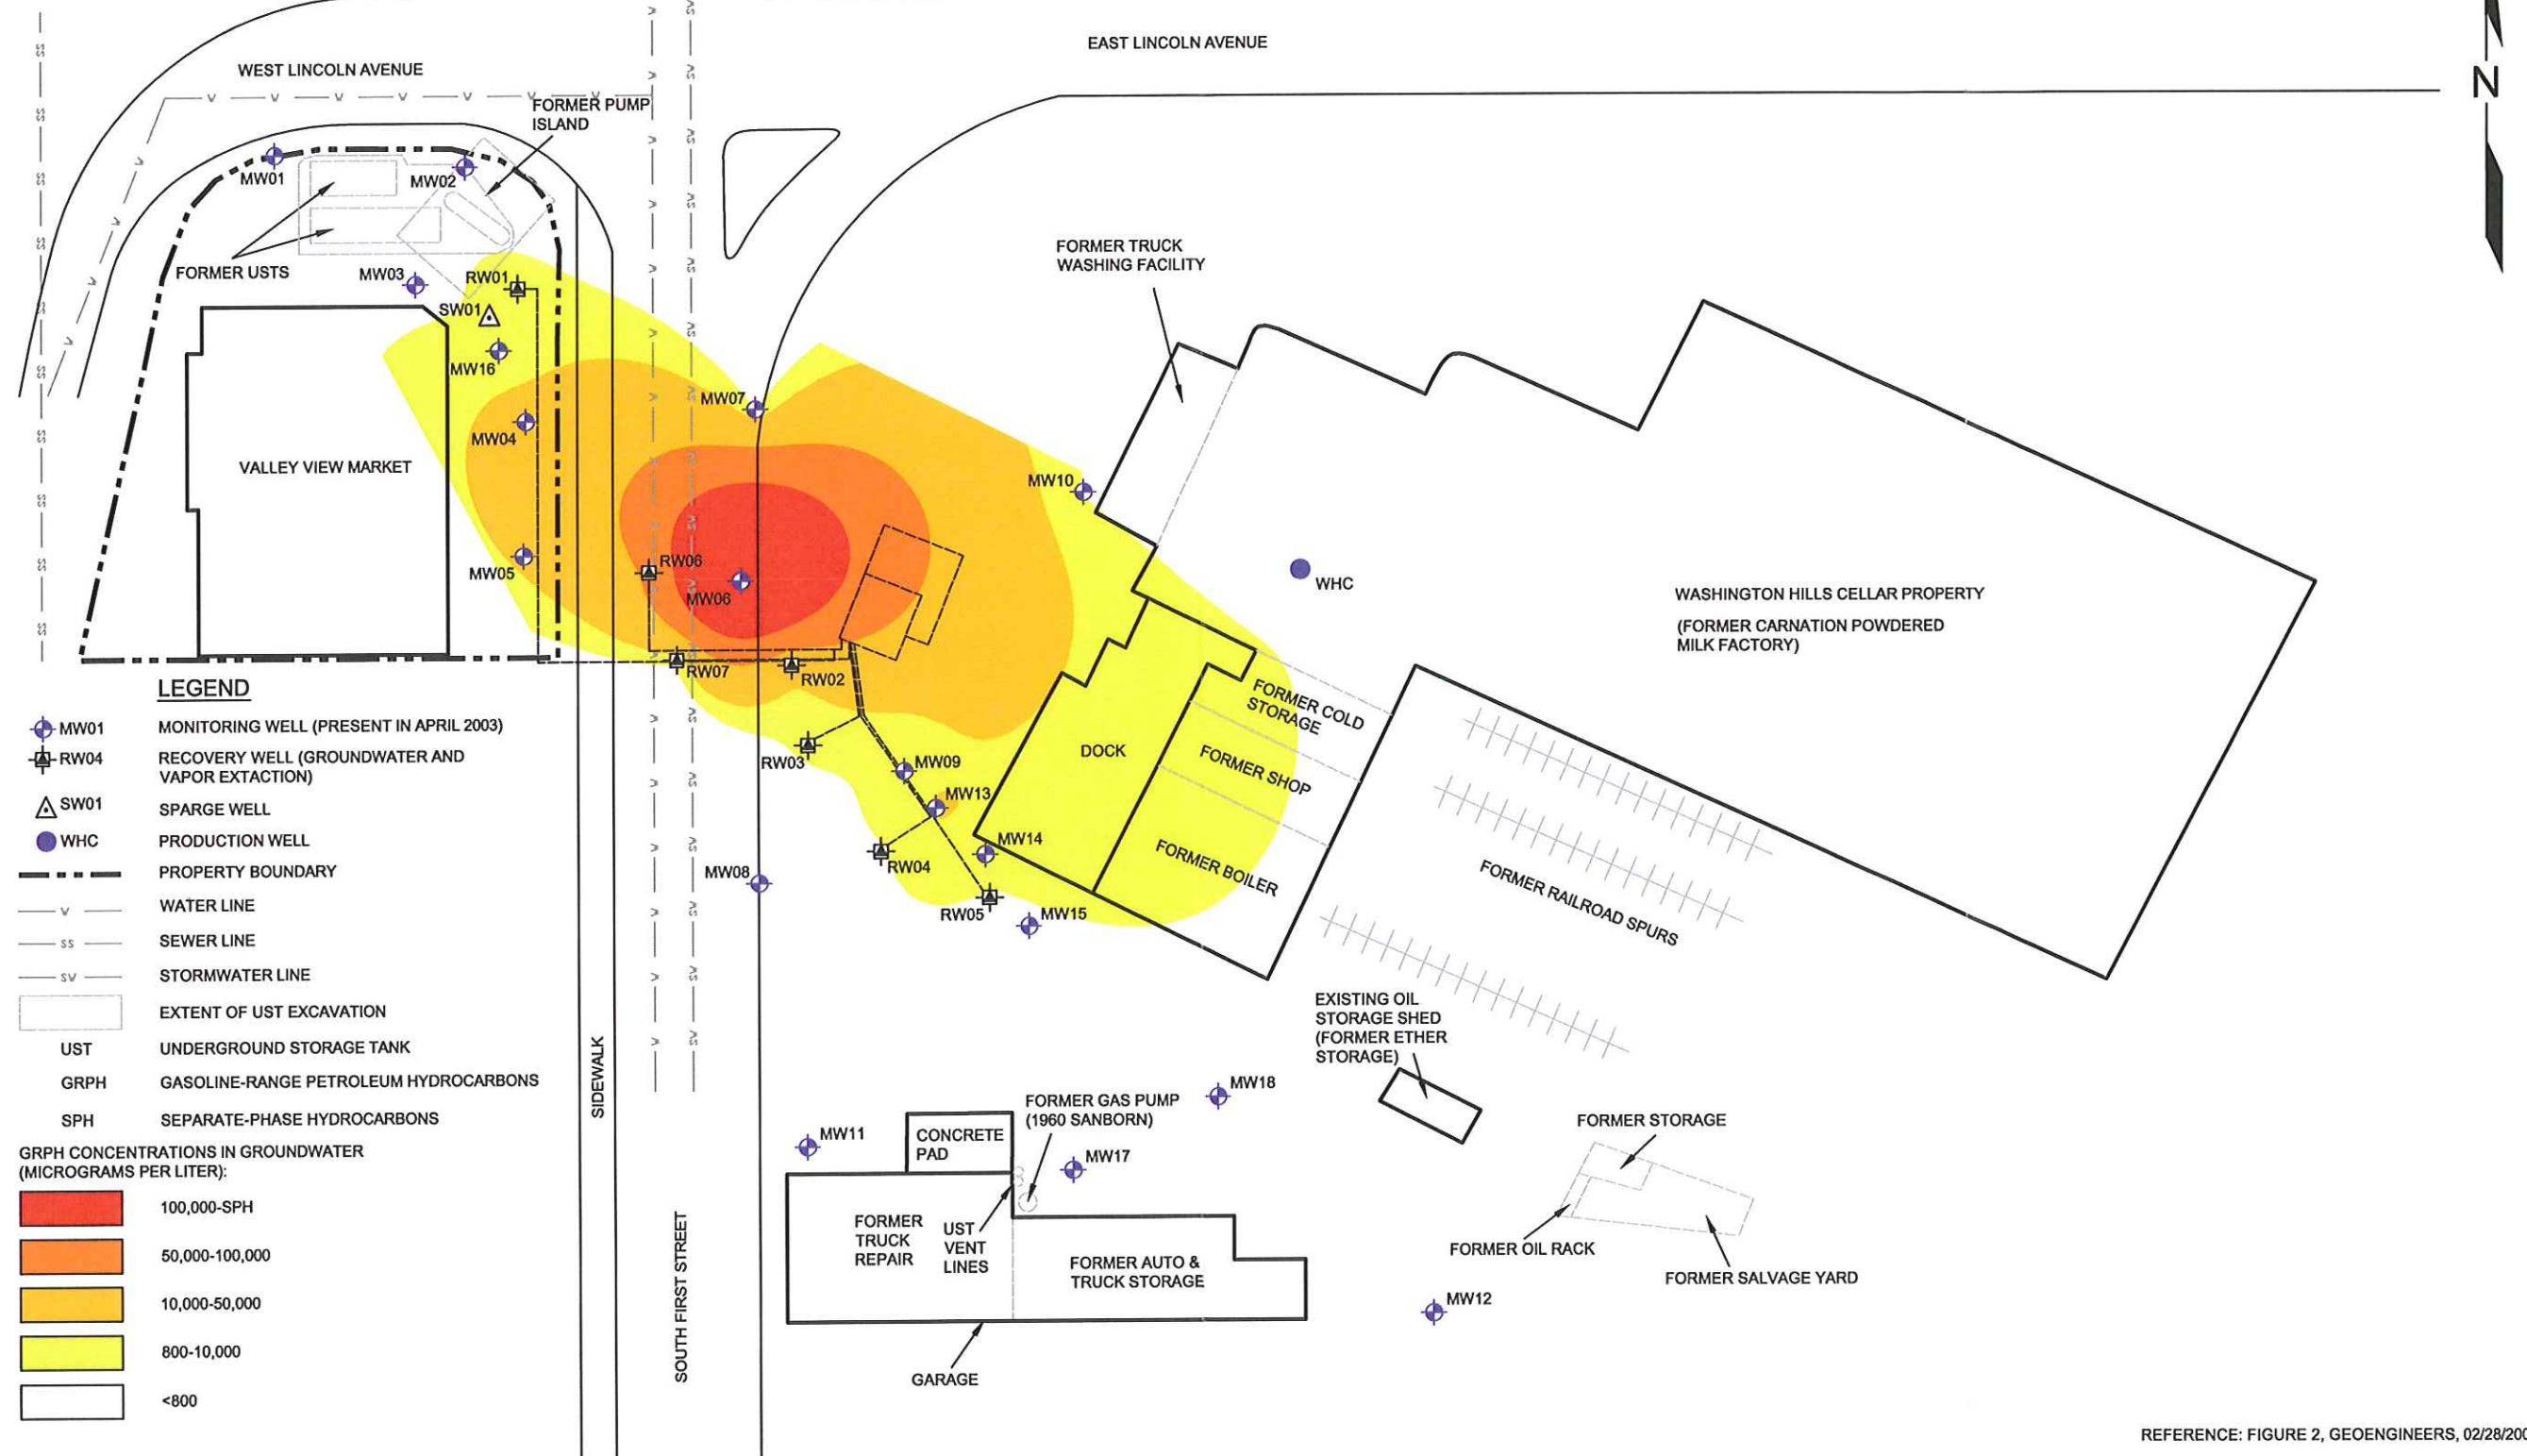 EAST LINCOLN AVENUE
WEST LINCOLN AVENUE
N
FORMER PUMP
ISLAND
MW01
MW02
FORMER USTS
MW03
RW01
SW01
MW16
FORMER TRUCK
WASHING FACILITY
MW07
MW04
VALLEY VIEW MARKET
MW10
MW05
RW06
MW06
WHC
WASHINGTON HILLS CELLAR PROPERTY
(FORMER CARNATION POWDERED
MILK FACTORY)
RW07
RW02
FORMER COLD
STORAGE
DOCK
FORMER SHOP
RW03
MW09
MW13
MW14
RW04
FORMER BOILER
MW08
RW05
MW15
FORMER RAILROAD SPURS
LEGEND
MW01 MONITORING WELL (PRESENT IN APRIL 2003)
RW04 RECOVERY WELL (GROUNDWATER AND
VAPOR EXTACTION)
SW01 SPARGE WELL
WHC PRODUCTION WELL
PROPERTY BOUNDARY
W WATER LINE
SS SEWER LINE
SW STORMWATER LINE
EXTENT OF UST EXCAVATION
UST UNDERGROUND STORAGE TANK
GRPH GASOLINE-RANGE PETROLEUM HYDROCARBONS
SPH SEPARATE-PHASE HYDROCARBONS
GRPH CONCENTRATIONS IN GROUNDWATER
(MICROGRAMS PER LITER):
100,000-SPH
50,000-100,000
10,000-50,000
800-10,000
<800
SIDEWALK
SOUTH FIRST STREET
EXISTING OIL
STORAGE SHED
(FORMER ETHER
STORAGE)
MW18
FORMER GAS PUMP
(1960 SANBORN)
MW11
CONCRETE
PAD
MW17
FORMER STORAGE
FORMER
TRUCK
REPAIR
UST
VENT
LINES
FORMER AUTO &
TRUCK STORAGE
FORMER OIL RACK
FORMER SALVAGE YARD
MW12
GARAGE
REFERENCE: FIGURE 2, GEOENGINEERS,